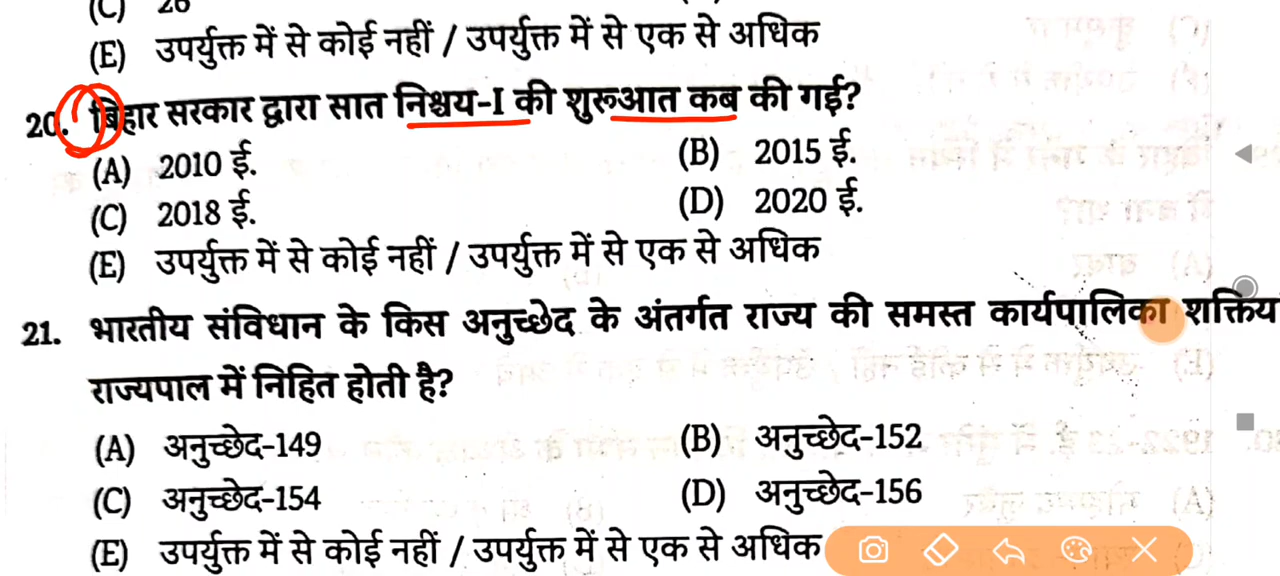 (C) 26
(E) उपर्युक्त में से कोई नहीं / उपर्युक्त में से एक से अधिक
20. बिहार सरकार द्वारा सात निश्चय-I की शुरूआत कब की गई?
(A) 2010 ई. (B) 2015 ई.
(C) 2018 ई. (D) 2020 ई.
(E) उपर्युक्त में से कोई नहीं / उपर्युक्त में से एक से अधिक
21. भारतीय संविधान के किस अनुच्छेद के अंतर्गत राज्य की समस्त कार्यपालिका शक्तिय
राज्यपाल में निहित होती है?
(A) अनुच्छेद-149 (B) अनुच्छेद-152
(C) अनुच्छेद-154 (D) अनुच्छेद-156
(E) उपर्युक्त में से कोई नहीं / उपर्युक्त में से एक से अधिक